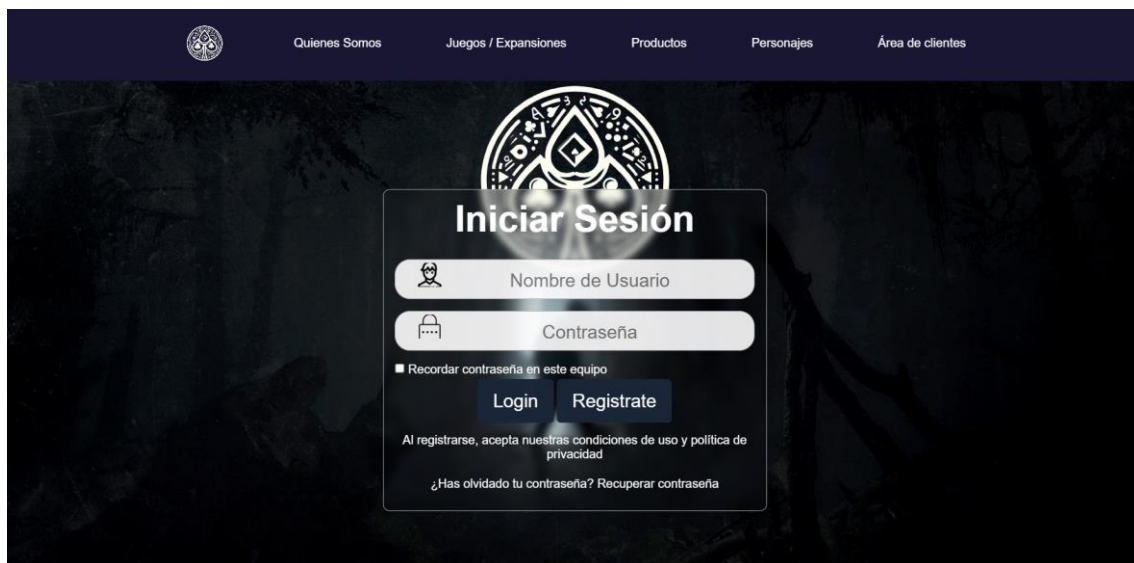 Quienes Somos
Juegos / Expansiones
Productos
Personajes
Área de clientes
Iniciar Sesión
Nombre de Usuario
Contraseña
Recordar contraseña en este equipo
Login
Registrate
Al registrarse, acepta nuestras condiciones de uso y política de
privacidad
¿Has olvidado tu contraseña? Recuperar contraseña